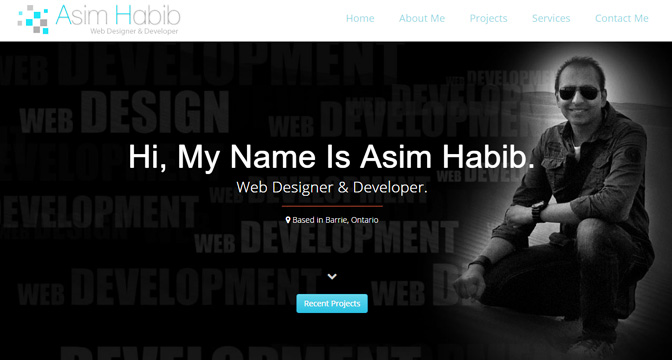 Asim Habib
Web Designer & Developer
Home About Me Projects Services Contact Me
WEB DEVELOPMENT
WEB DESIGN
WEB DEVELOPMENT
DEVELOPMENT
Hi, My Name Is Asim Habib.
Web Designer & Developer.
DEVELOPMENT
Based in Barrie, Ontario
WEB DEVELOPMENT
WEB DEVELOPMENT
WEB DEVELOPMENT
Recent Projects